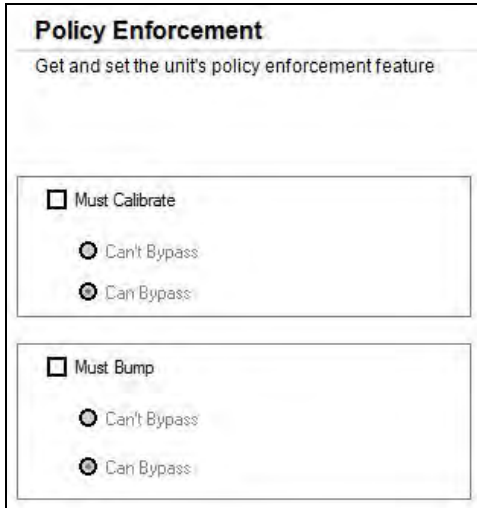 Policy Enforcement
Get and set the unit's policy enforcement feature
Must Calibrate
Can't Bypass
Can Bypass
Must Bump
Can't Bypass
Can Bypass